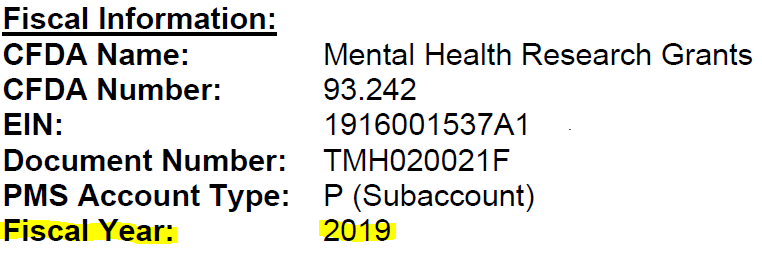 Fiscal Information:
CFDA Name: Mental Health Research Grants
CFDA Number: 93.242
EIN: 1916001537A1
Document Number: TMH020021F
PMS Account Type: P (Subaccount)
Fiscal Year: 2019